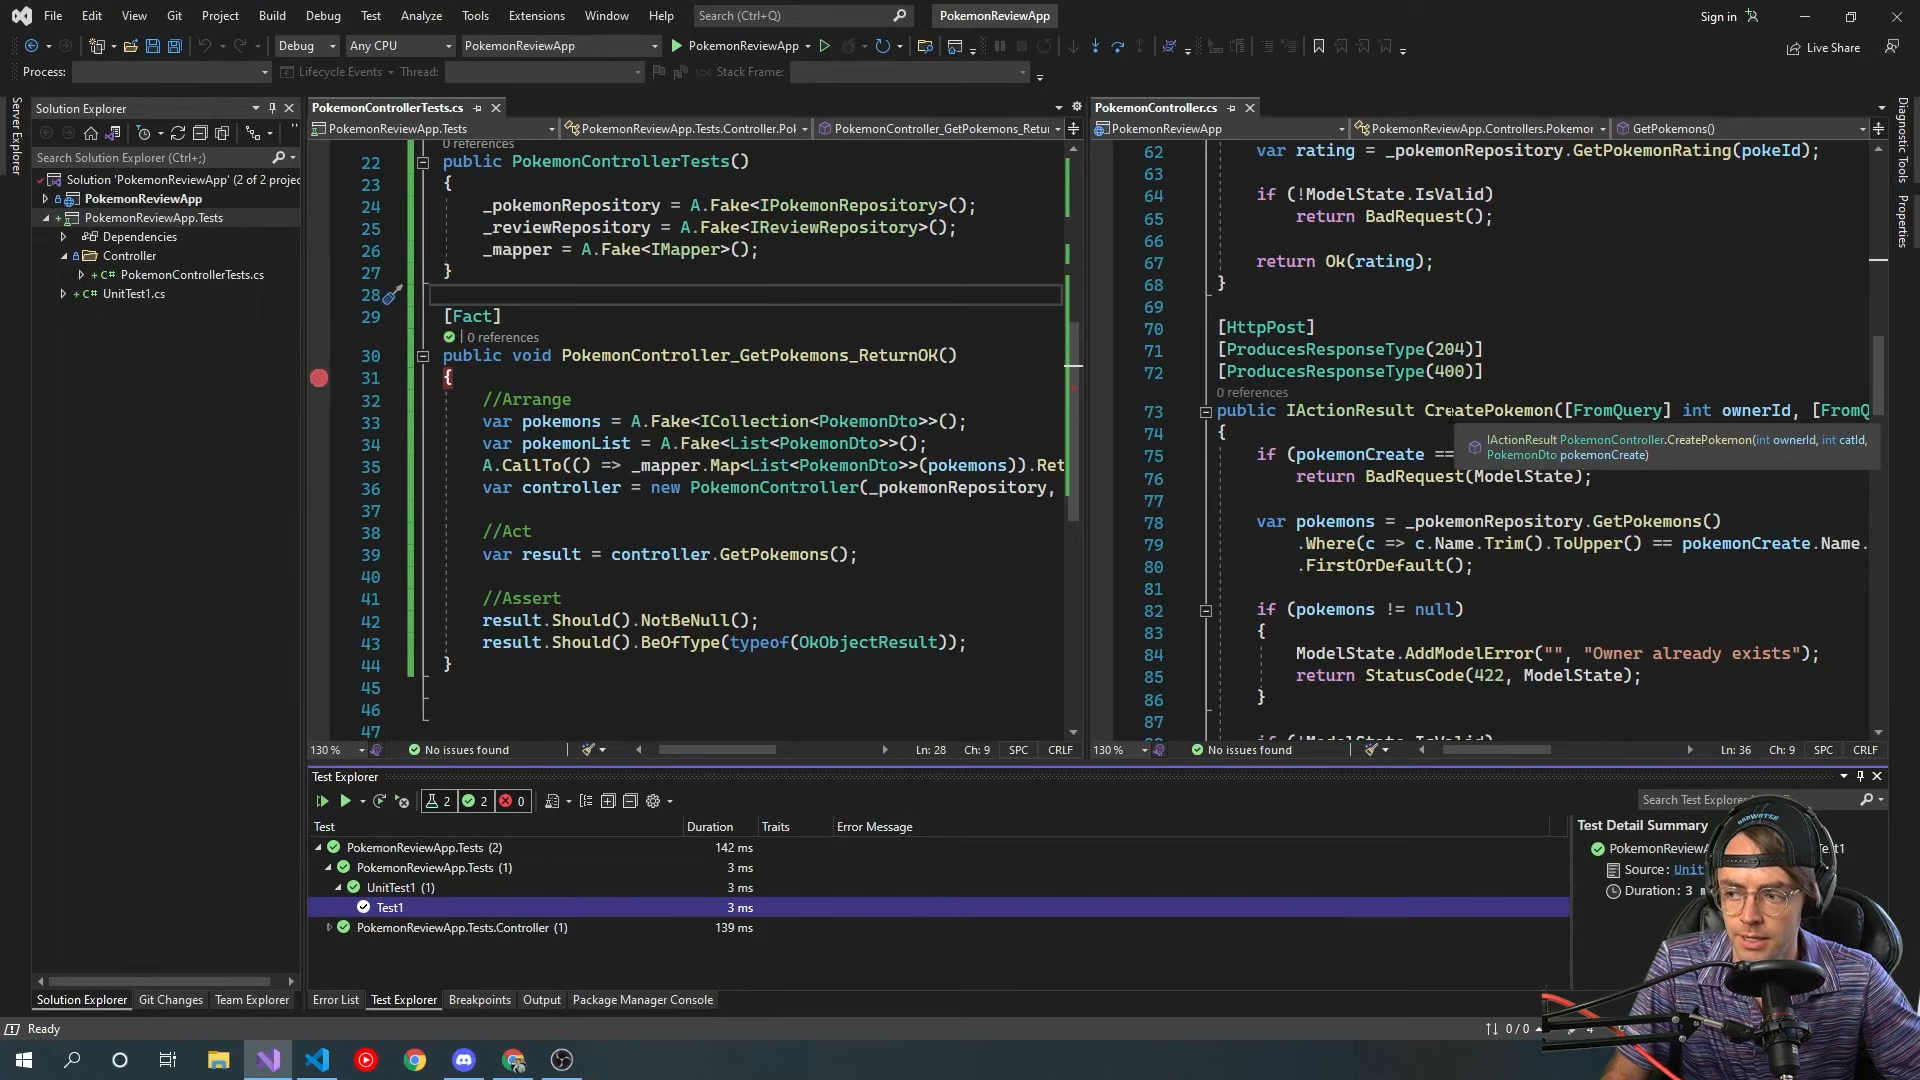 File Edit View Git Project Build Debug Test Analyze Tools Extensions Window Help Search (Ctrl+Q) PokemonReviewApp Sign in
Debug Any CPU PokemonReviewApp PokemonReviewApp Live Share
Process: Lifecycle Events Thread: Stack Frame:
Server Explorer
Solution Explorer
Search Solution Explorer (Ctrl+;)
Solution 'PokemonReviewApp' (2 of 2 projec
PokemonReviewApp
PokemonReviewApp.Tests
Dependencies
Controller
C# PokemonControllerTests.cs
C# UnitTest1.cs
PokemonControllerTests.cs
PokemonReviewApp.Tests PokemonReviewApp.Tests.Controller.Pol PokemonController_GetPokemons_Retur
0 references
22 public PokemonControllerTests()
23 {
24 _pokemonRepository = A.Fake<IPokemonRepository>();
25 _reviewRepository = A.Fake<IReviewRepository>();
26 _mapper = A.Fake<IMapper>();
27 }
28
29 [Fact]
0 references
30 public void PokemonController_GetPokemons_ReturnOK()
31 {
32 //Arrange
33 var pokemons = A.Fake<ICollection<PokemonDto>>();
34 var pokemonList = A.Fake<List<PokemonDto>>();
35 A.CallTo(() => _mapper.Map<List<PokemonDto>>(pokemons)).Ret
36 var controller = new PokemonController(_pokemonRepository,
37
38 //Act
39 var result = controller.GetPokemons();
40
41 //Assert
42 result.Should().NotBeNull();
43 result.Should().BeOfType(typeof(OkObjectResult));
44 }
45
46
47
130 % No issues found Ln: 28 Ch: 9 SPC CRLF
PokemonController.cs
PokemonReviewApp PokemonReviewApp.Controllers.Pokemor GetPokemons()
62 var rating = _pokemonRepository.GetPokemonRating(pokeId);
63
64 if (!ModelState.IsValid)
65 return BadRequest();
66
67 return Ok(rating);
68 }
69
70 [HttpPost]
71 [ProducesResponseType(204)]
72 [ProducesResponseType(400)]
0 references
73 public IActionResult CreatePokemon([FromQuery] int ownerId, [FromQ
IActionResult PokemonController.CreatePokemon(int ownerId, int catId,
PokemonDto pokemonCreate)
74 {
75 if (pokemonCreate ==
76 return BadRequest(ModelState);
77
78 var pokemons = _pokemonRepository.GetPokemons()
79 .Where(c => c.Name.Trim().ToUpper() == pokemonCreate.Name.
80 .FirstOrDefault();
81
82 if (pokemons != null)
83 {
84 ModelState.AddModelError("", "Owner already exists");
85 return StatusCode(422, ModelState);
86 }
87
130 % No issues found Ln: 36 Ch: 9 SPC CRLF
Diagnostic Tools
Properties
Test Explorer
2 2 0 Search Test Explorer
Test Duration Traits Error Message
PokemonReviewApp.Tests (2) 142 ms
PokemonReviewApp.Tests (1) 3 ms
UnitTest1 (1) 3 ms
Test1 3 ms
PokemonReviewApp.Tests.Controller (1) 139 ms
Test Detail Summary
Source: Unit
Duration: 3 m
Solution Explorer Git Changes Team Explorer Error List Test Explorer Breakpoints Output Package Manager Console
Ready 0 / 0